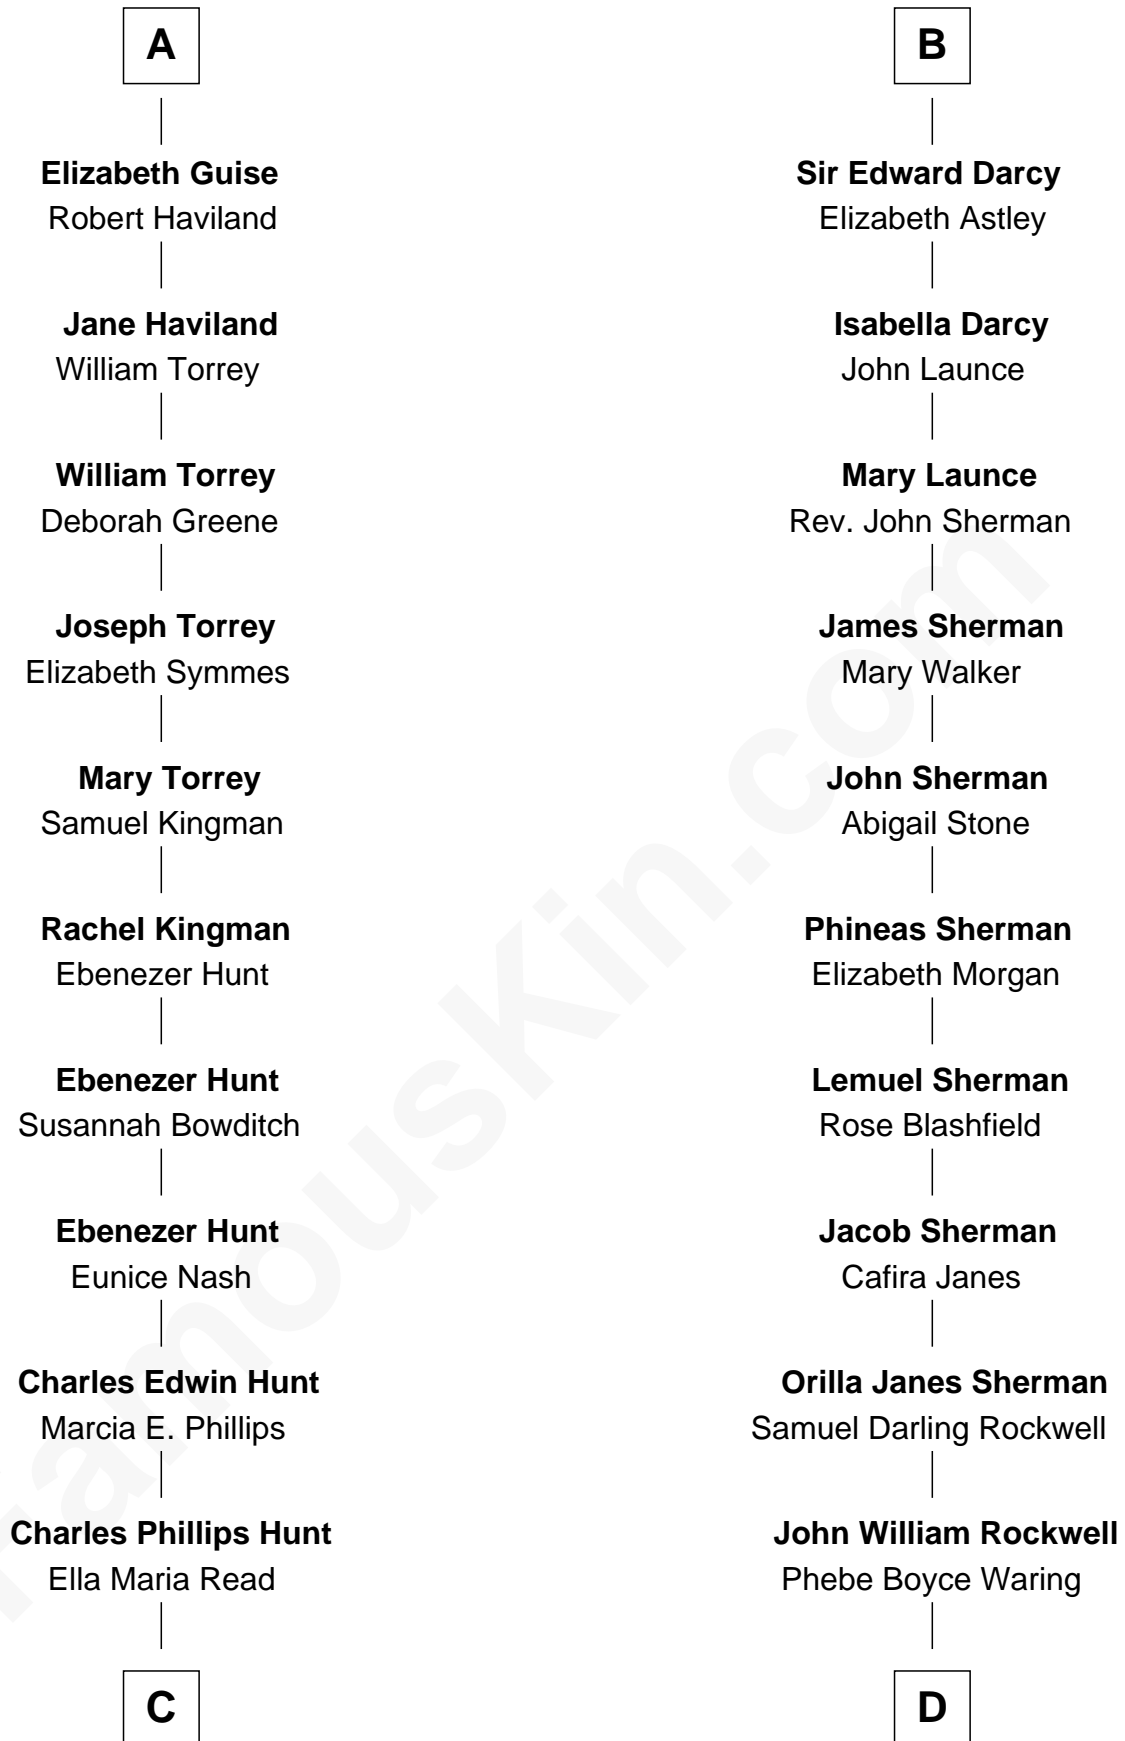 A
Elizabeth Guise
Robert Haviland
Jane Haviland
William Torrey
William Torrey
Deborah Greene
Joseph Torrey
Elizabeth Symmes
Mary Torrey
Samuel Kingman
Rachel Kingman
Ebenezer Hunt
Ebenezer Hunt
Susannah Bowditch
Ebenezer Hunt
Eunice Nash
Charles Edwin Hunt
Marcia E. Phillips
Charles Phillips Hunt
Ella Maria Read
C
B
Sir Edward Darcy
Elizabeth Astley
Isabella Darcy
John Launce
Mary Launce
Rev. John Sherman
James Sherman
Mary Walker
John Sherman
Abigail Stone
Phineas Sherman
Elizabeth Morgan
Lemuel Sherman
Rose Blashfield
Jacob Sherman
Cafira Janes
Orilla Janes Sherman
Samuel Darling Rockwell
John William Rockwell
Phebe Boyce Waring
D
FamousKin.com